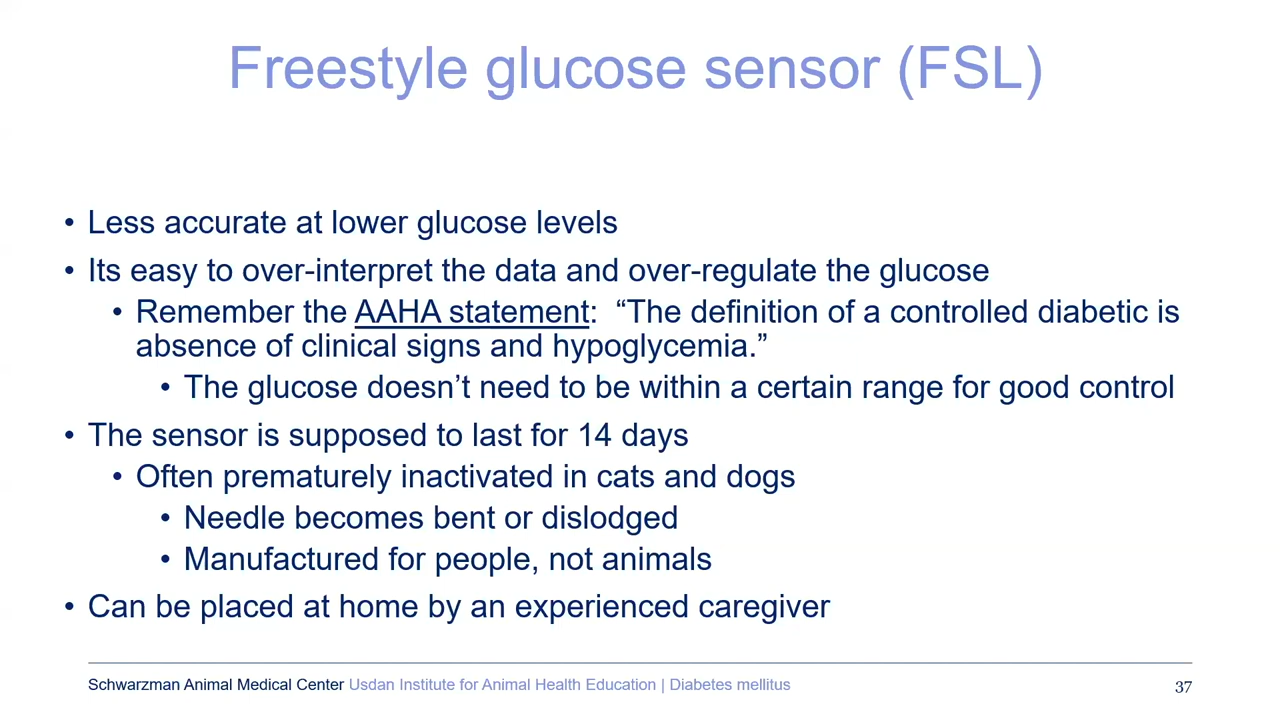 Freestyle glucose sensor (FSL)
• Less accurate at lower glucose levels
• Its easy to over-interpret the data and over-regulate the glucose
• Remember the AAHA statement: “The definition of a controlled diabetic is
absence of clinical signs and hypoglycemia.”
• The glucose doesn’t need to be within a certain range for good control
• The sensor is supposed to last for 14 days
• Often prematurely inactivated in cats and dogs
• Needle becomes bent or dislodged
• Manufactured for people, not animals
• Can be placed at home by an experienced caregiver
Schwarzman Animal Medical Center Usdan Institute for Animal Health Education | Diabetes mellitus
37